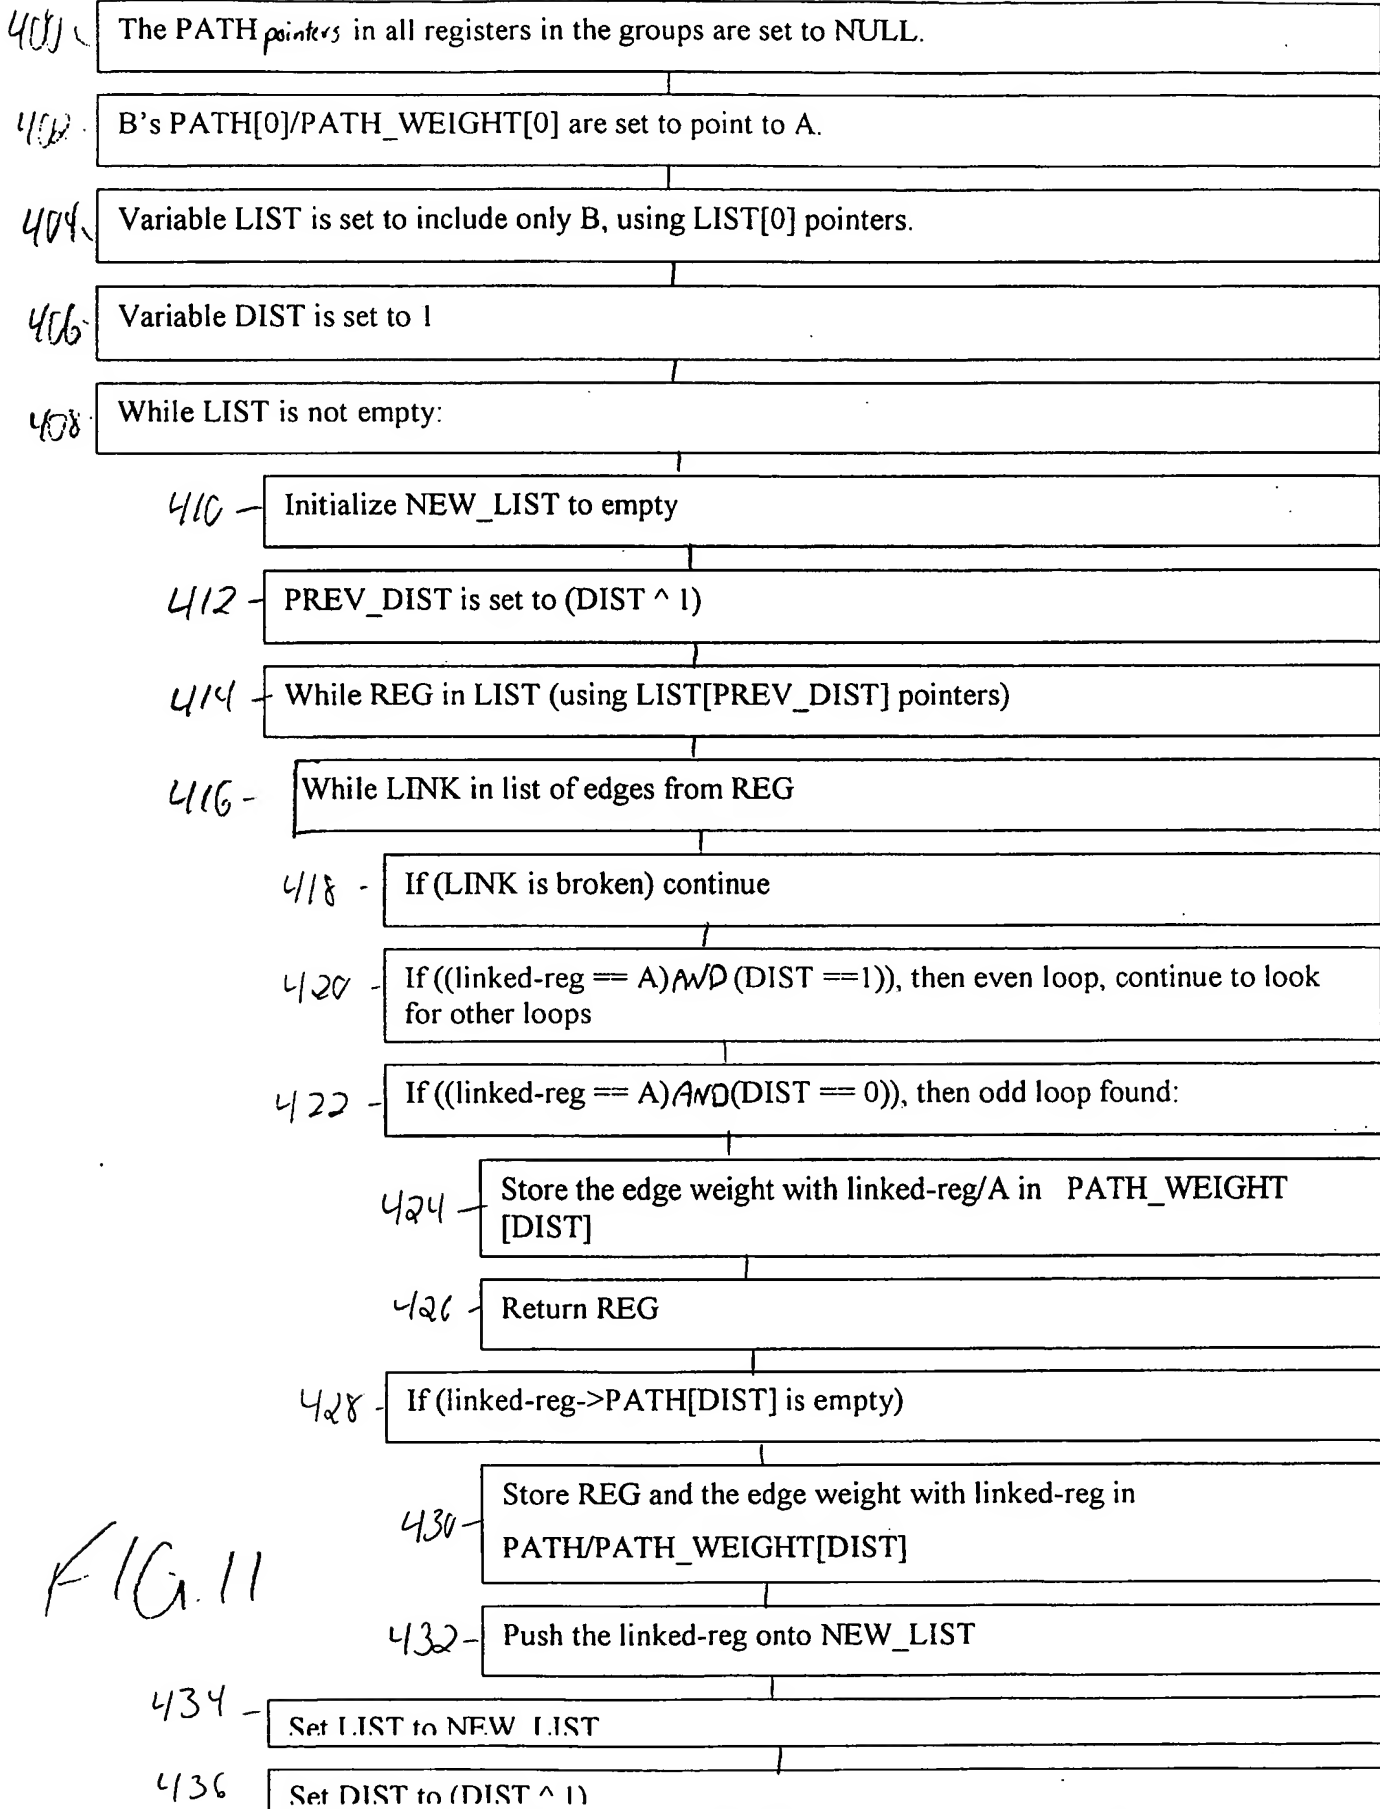 400 The PATH pointers in all registers in the groups are set to NULL.
402 B's PATH[0]/PATH_WEIGHT[0] are set to point to A.
404 Variable LIST is set to include only B, using LIST[0] pointers.
406 Variable DIST is set to 1
408 While LIST is not empty:
410 Initialize NEW_LIST to empty
412 PREV_DIST is set to (DIST ^ 1)
414 While REG in LIST (using LIST[PREV_DIST] pointers)
416 While LINK in list of edges from REG
418 If (LINK is broken) continue
420 If ((linked-reg == A) AND (DIST ==1)), then even loop, continue to look
for other loops
422 If ((linked-reg == A) AND (DIST == 0)), then odd loop found:
424 Store the edge weight with linked-reg/A in PATH_WEIGHT
[DIST]
426 Return REG
428 If (linked-reg->PATH[DIST] is empty)
430 Store REG and the edge weight with linked-reg in
PATH/PATH_WEIGHT[DIST]
432 Push the linked-reg onto NEW_LIST
434 Set LIST to NEW_LIST
436 Set DIST to (DIST ^ 1)
FIG. 11